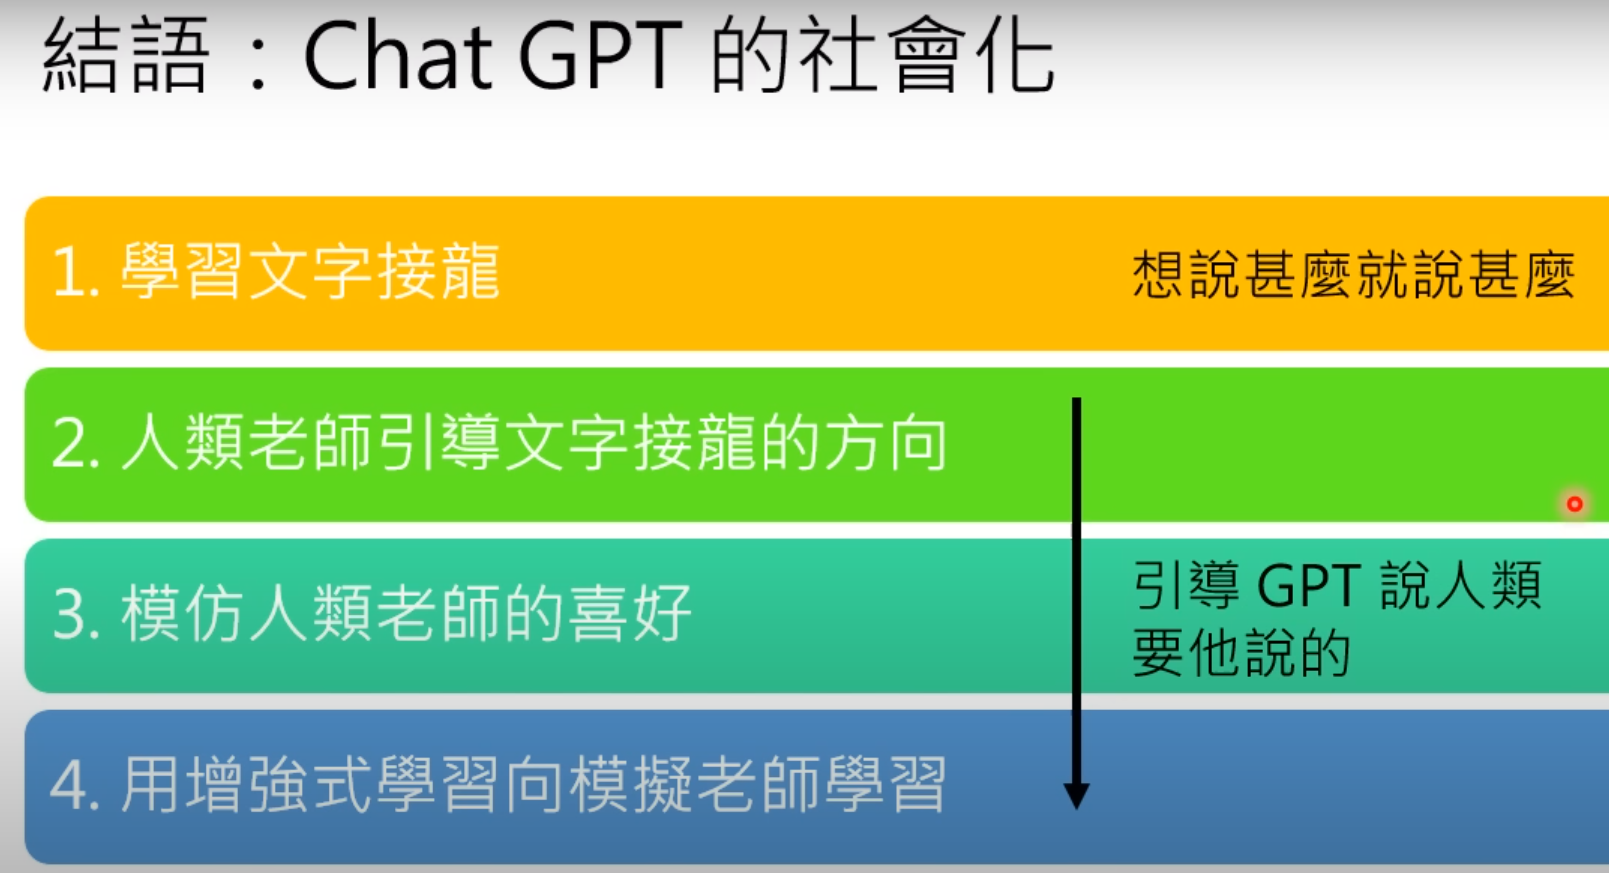 結語：Chat GPT 的社會化
1. 學習文字接龍
想說甚麼就說甚麼
2. 人類老師引導文字接龍的方向
3. 模仿人類老師的喜好
引導 GPT 說人類
要他說的
4. 用增強式學習向模擬老師學習